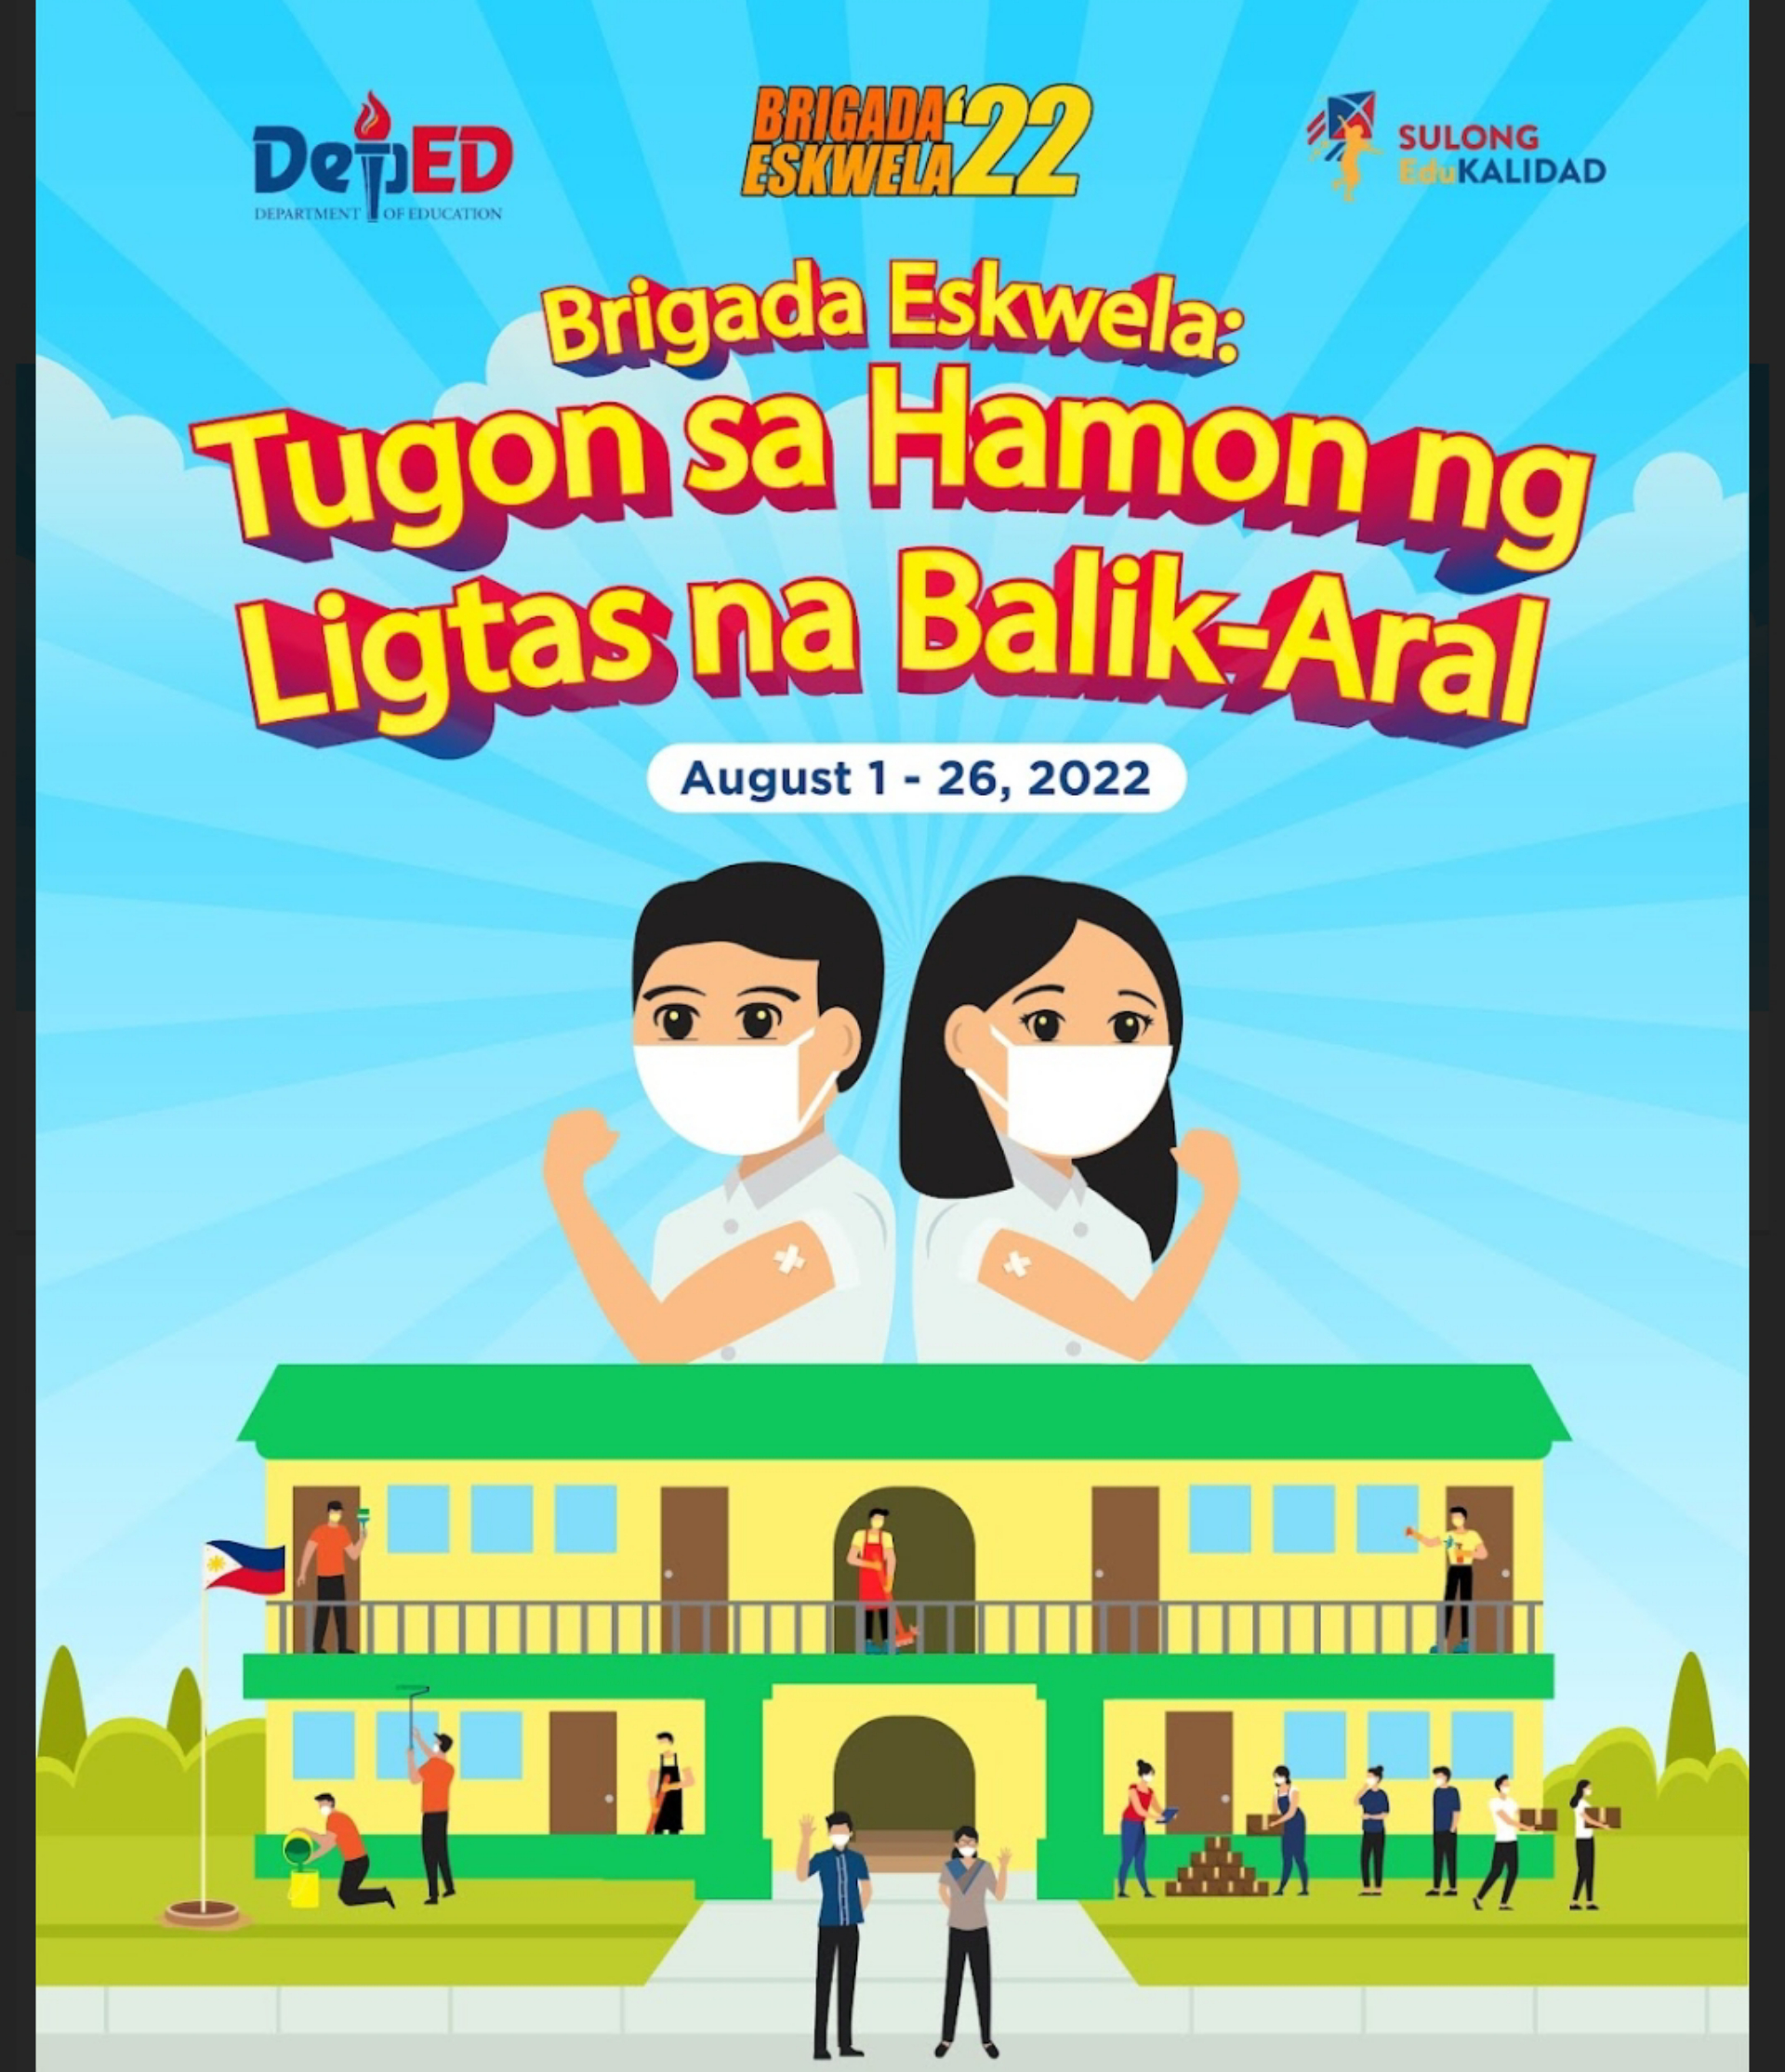 DepED
DEPARTMENT OF EDUCATION
BRIGADA
ESKWELA
'22
SULONG
EduKALIDAD
Brigada Eskwela:
Tugon sa Hamon ng
Ligtas na Balik-Aral
August 1 - 26, 2022